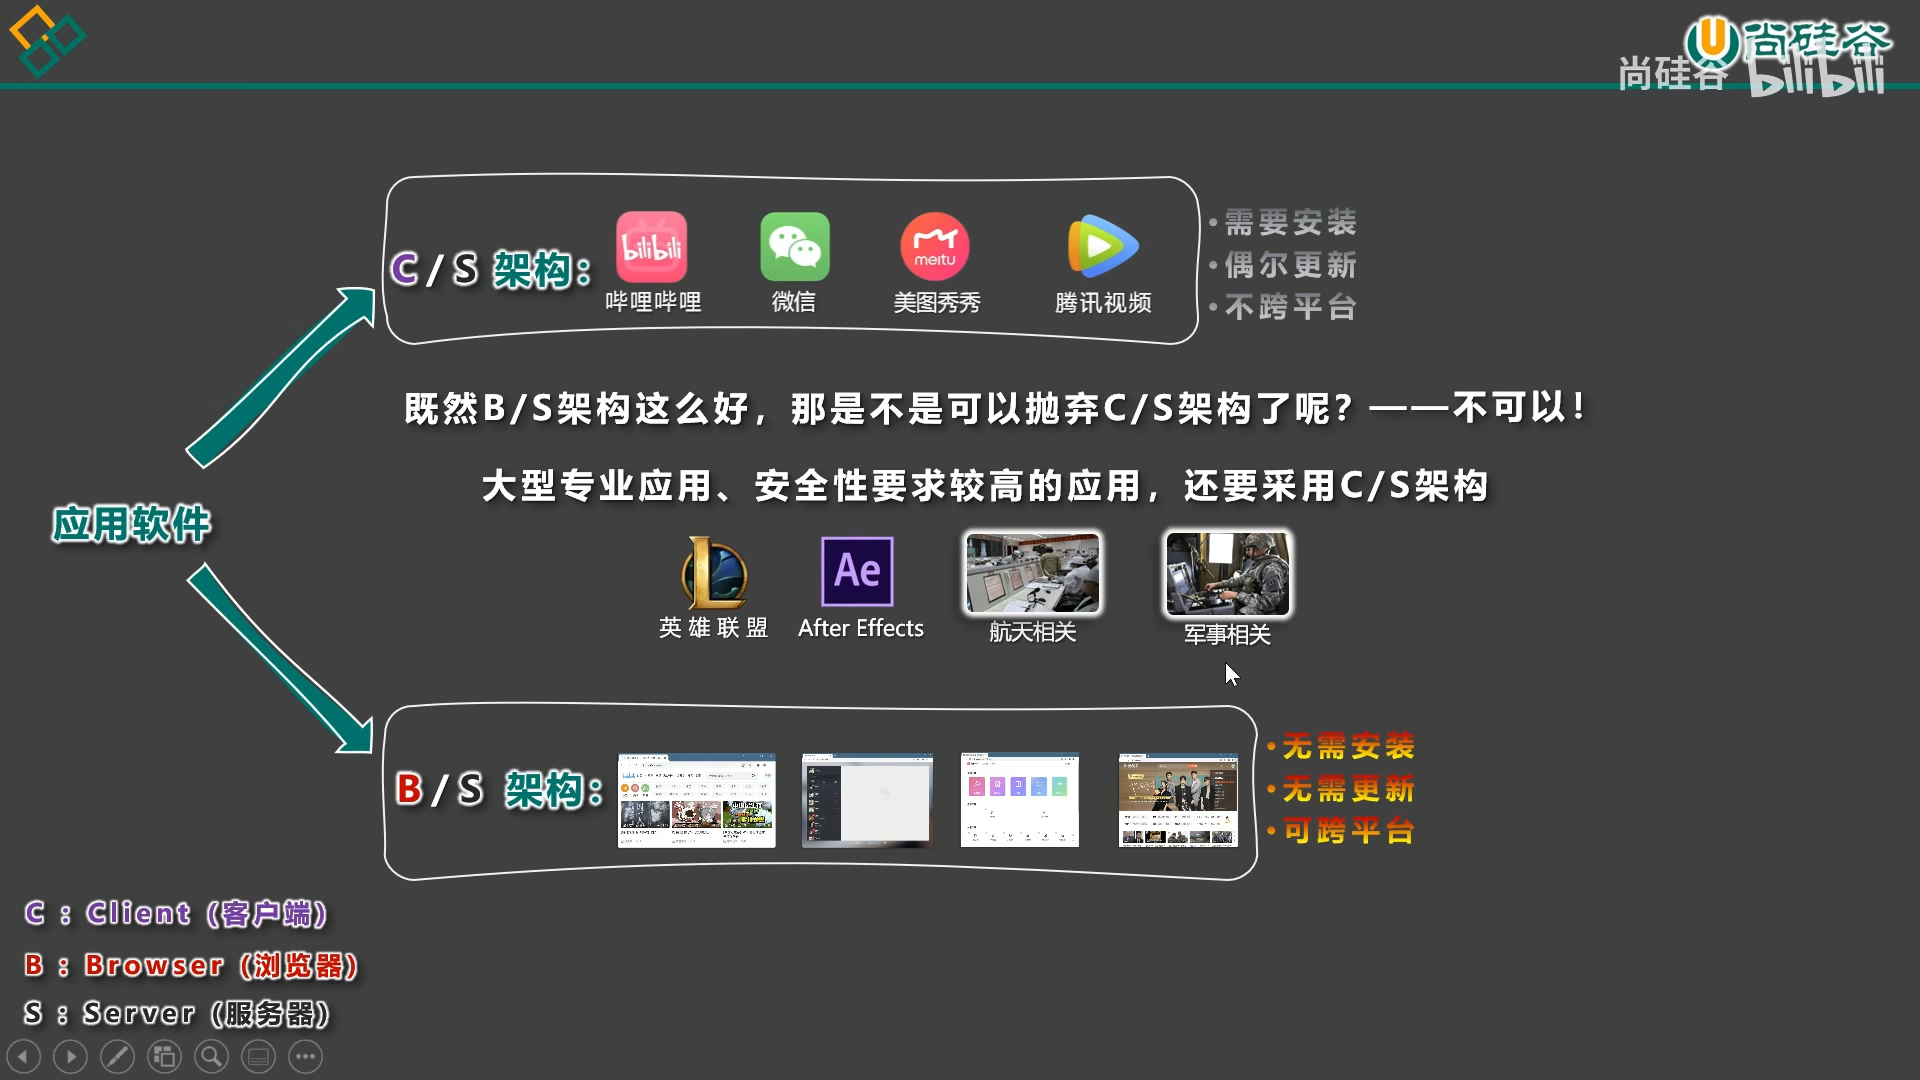 尚硅谷
尚硅谷 bilibili
C/S 架构：
bilibili
哔哩哔哩
微信
meitu
美图秀秀
腾讯视频
•需要安装
•偶尔更新
•不跨平台
既然B/S架构这么好，那是不是可以抛弃C/S架构了呢？——不可以！
大型专业应用、安全性要求较高的应用，还要采用C/S架构
应用软件
英雄联盟
Ae
After Effects
航天相关
军事相关
B/S 架构：
•无需安装
•无需更新
•可跨平台
C : Client (客户端)
B : Browser (浏览器)
S : Server (服务器)